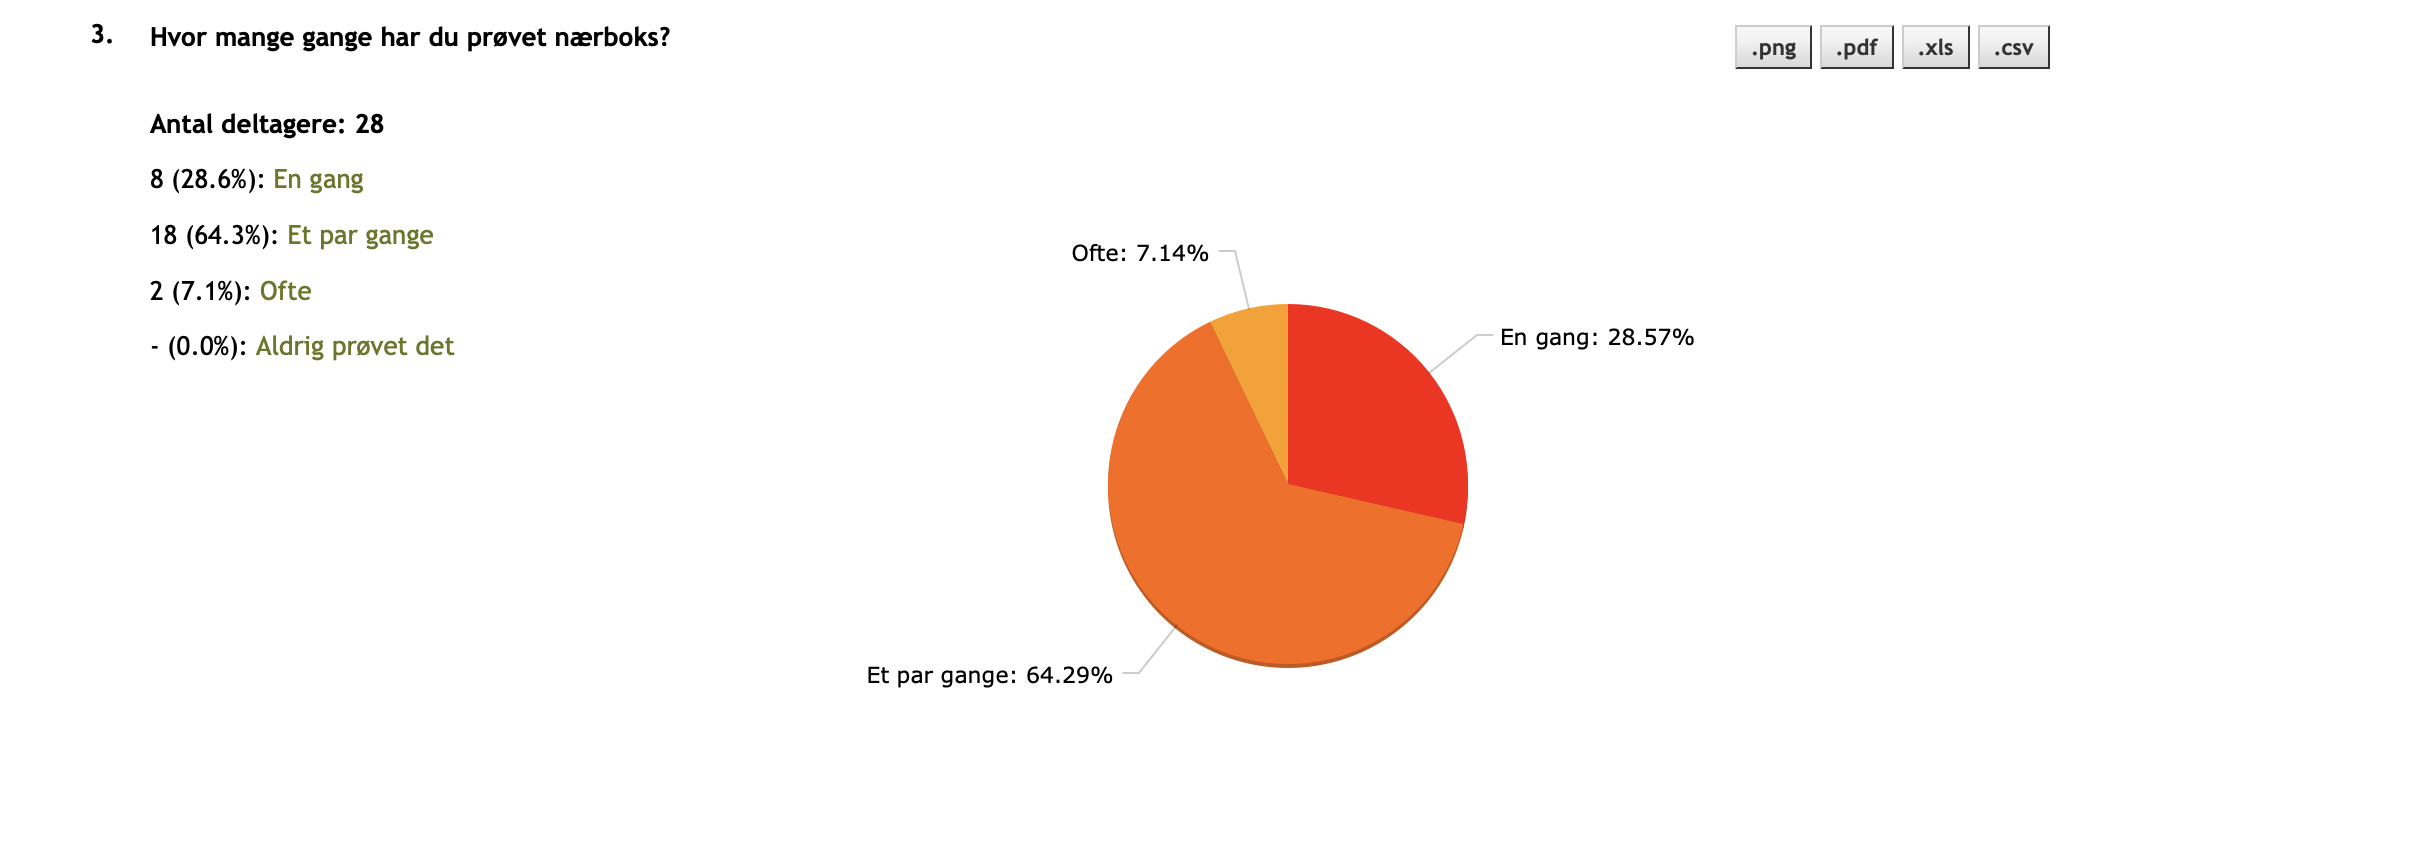 3. Hvor mange gange har du prøvet nærboks?
.png .pdf .xls .csv
Antal deltagere: 28
8 (28.6%): En gang
18 (64.3%): Et par gange
2 (7.1%): Ofte
- (0.0%): Aldrig prøvet det
Ofte: 7.14%
En gang: 28.57%
Et par gange: 64.29%